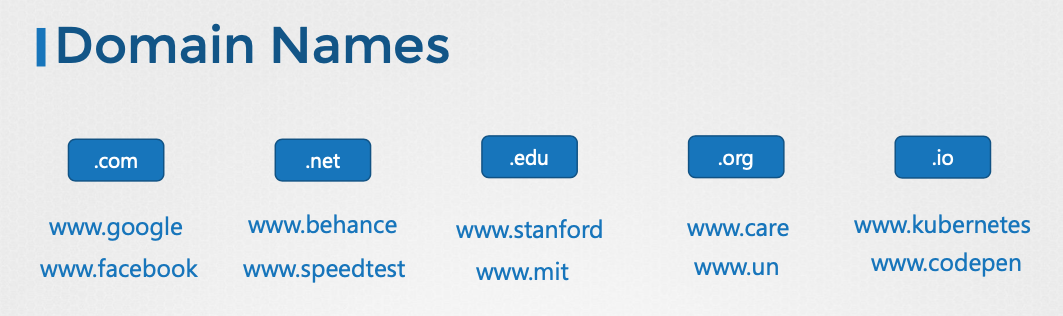 Domain Names
.com .net .edu .org .io
www.google www.behance www.stanford www.care www.kubernetes
www.facebook www.speedtest www.mit www.un www.codepen